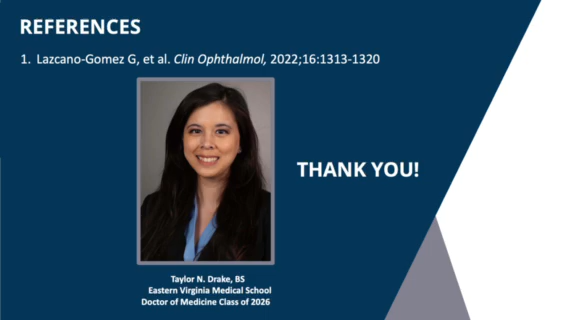 REFERENCES
1. Lazcano-Gomez G, et al. Clin Ophthalmol, 2022;16:1313-1320
THANK YOU!
Taylor N. Drake, BS
Eastern Virginia Medical School
Doctor of Medicine Class of 2026